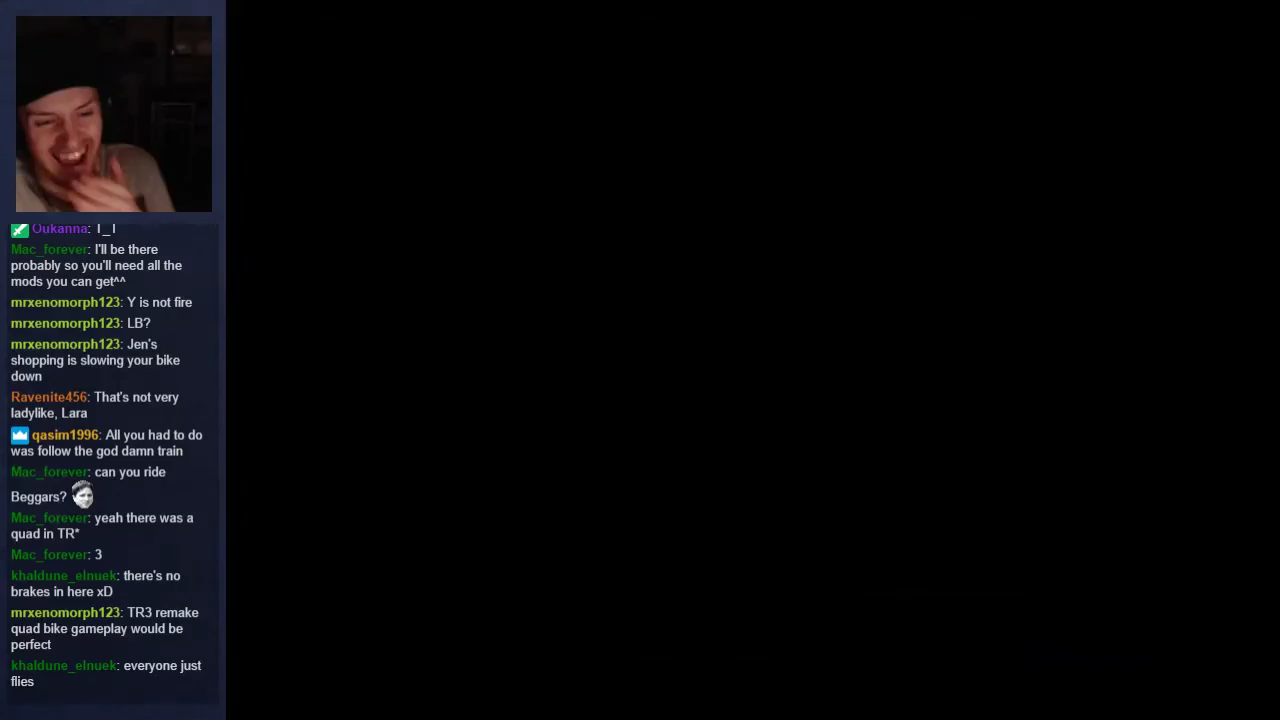 Oukanna: T_T
Mac_forever: I'll be there
probably so you'll need all the
mods you can get^^
mrxenomorph123: Y is not fire
mrxenomorph123: LB?
mrxenomorph123: Jen's
shopping is slowing your bike
down
Ravenite456: That's not very
ladylike, Lara
qasim1996: All you had to do
was follow the god damn train
Mac_forever: can you ride
Beggars?
Mac_forever: yeah there was a
quad in TR*
Mac_forever: 3
khaldune_elnuek: there's no
brakes in here xD
mrxenomorph123: TR3 remake
quad bike gameplay would be
perfect
khaldune_elnuek: everyone just
flies